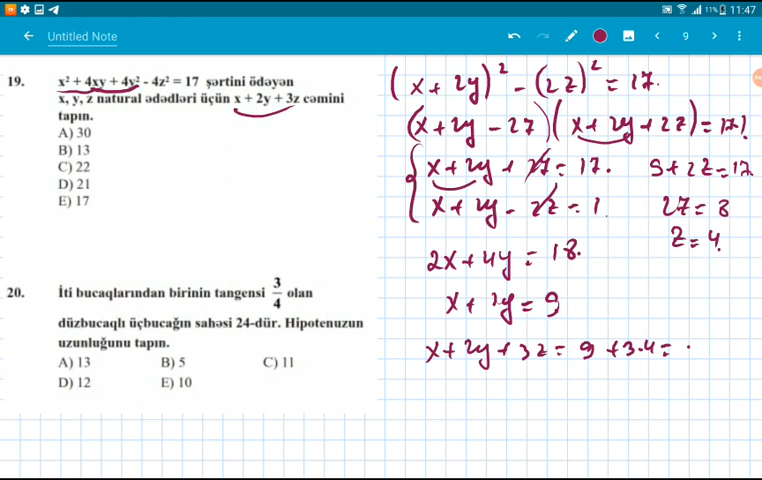 11% 11:47
Untitled Note
9
19. x² + 4xy + 4y² - 4z² = 17 şərtini ödəyən
x, y, z natural ədədləri üçün x + 2y + 3z cəmini
tapın.
A) 30
B) 13
C) 22
D) 21
E) 17
20. İti bucaqlarından birinin tangensi 3/4 olan
düzbucaqlı üçbucağın sahəsi 24-dür. Hipotenuzun
uzunluğunu tapın.
A) 13 B) 5 C) 11
D) 12 E) 10
(x + 2y)² - (2z)² = 17.
(x + 2y - 2z)(x + 2y + 2z) = 17.1
x + 2y + 2z = 17.
x + 2y - 2z = 1.
2x + 4y = 18.
x + 2y = 9
x + 2y + 3z = 9 + 3.4 =
9 + 2z = 17.
2z = 8
z = 4.